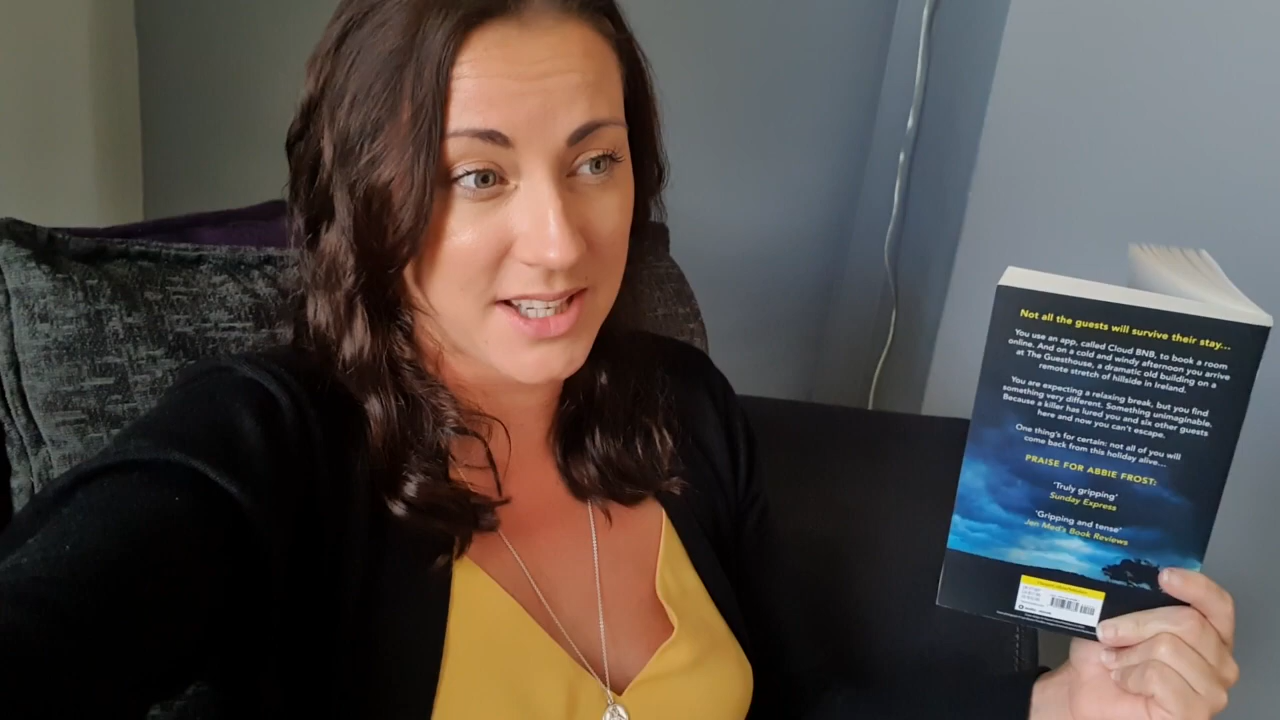 Not all the guests will survive their stay...
You use an app, called Cloud BNB, to book a room
online. And on a cold and windy afternoon you arrive
at The Guesthouse, a dramatic old building on a
remote stretch of hillside in Ireland.
You are expecting a relaxing break, but you find
something very different. Something unimaginable.
Because a killer has lured you and six other guests
here and now you can't escape.
One thing's for certain: not all of you will
come back from this holiday alive...
PRAISE FOR ABBIE FROST:
'Truly gripping'
Sunday Express
'Gripping and tense'
Jen Med's Book Reviews